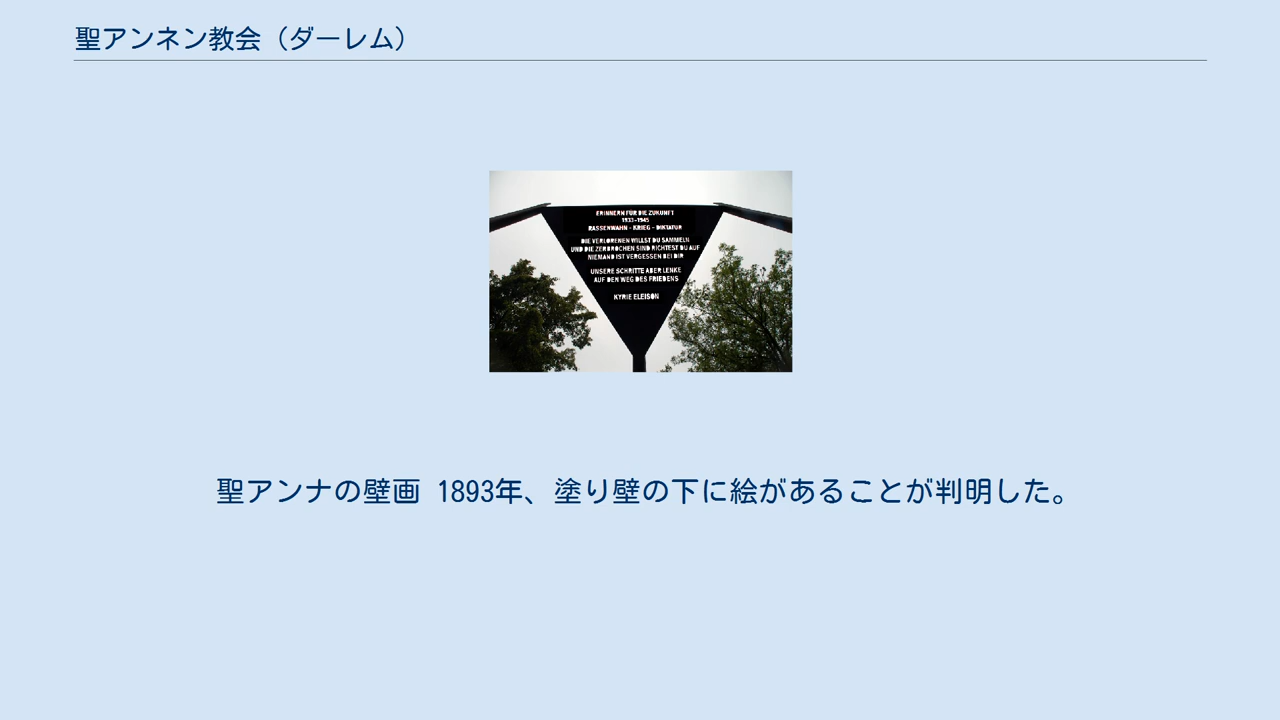 聖アンネン教会（ダーレム）
ERINNERN FÜR DIE ZUKUNFT
1933-1945
RASSENWAHN - KRIEG - DIKTATUR
DIE VERLORENEN WILLST DU SAMMELN
UND DIE ZERBROCHEN SIND RICHTEST DU AUF
NIEMAND IST VERGESSEN BEI DIR
UNSERE SCHRITTE ABER LENKE
AUF DEN WEG DES FRIEDENS
KYRIE ELEISON
聖アンナの壁画 1893年、塗り壁の下に絵があることが判明した。